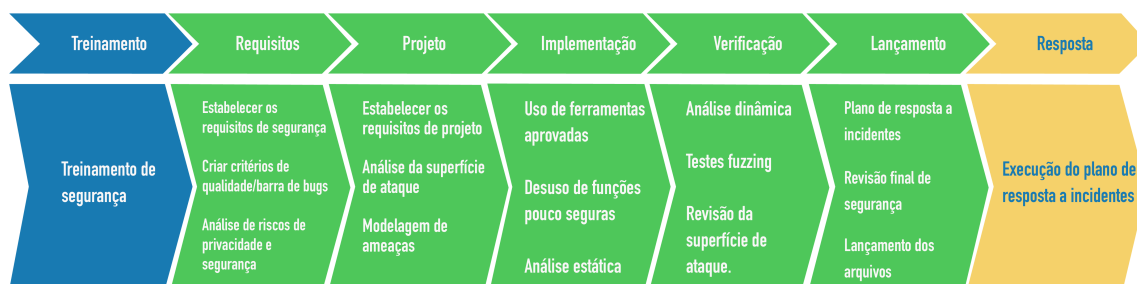 Treinamento
Requisitos
Projeto
Implementação
Verificação
Lançamento
Resposta
Treinamento de
segurança
Estabelecer os
requisitos de segurança
Criar critérios de
qualidade/barra de bugs
Análise de riscos de
privacidade e
segurança
Estabelecer os
requisitos de projeto
Análise da superfície
de ataque
Modelagem de
ameaças
Uso de ferramentas
aprovadas
Desuso de funções
pouco seguras
Análise estática
Análise dinâmica
Testes fuzzing
Revisão da
superfície de
ataque.
Plano de resposta a
incidentes
Revisão final de
segurança
Lançamento dos
arquivos
Execução do plano de
resposta a incidentes